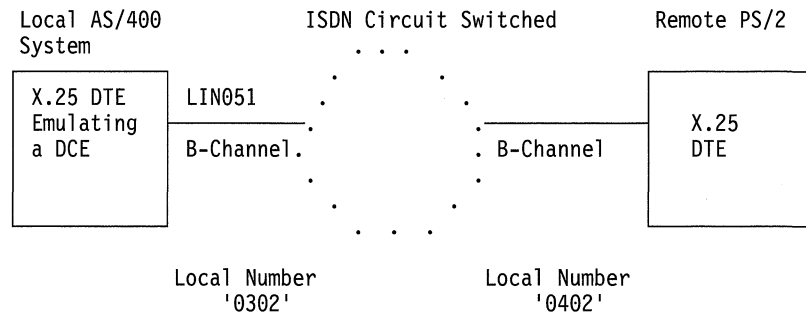 Local AS/400 ISDN Circuit Switched Remote PS/2
System
X.25 DTE LIN051
Emulating X.25
a DCE B-Channel B-Channel DTE
Local Number Local Number
'0302' '0402'